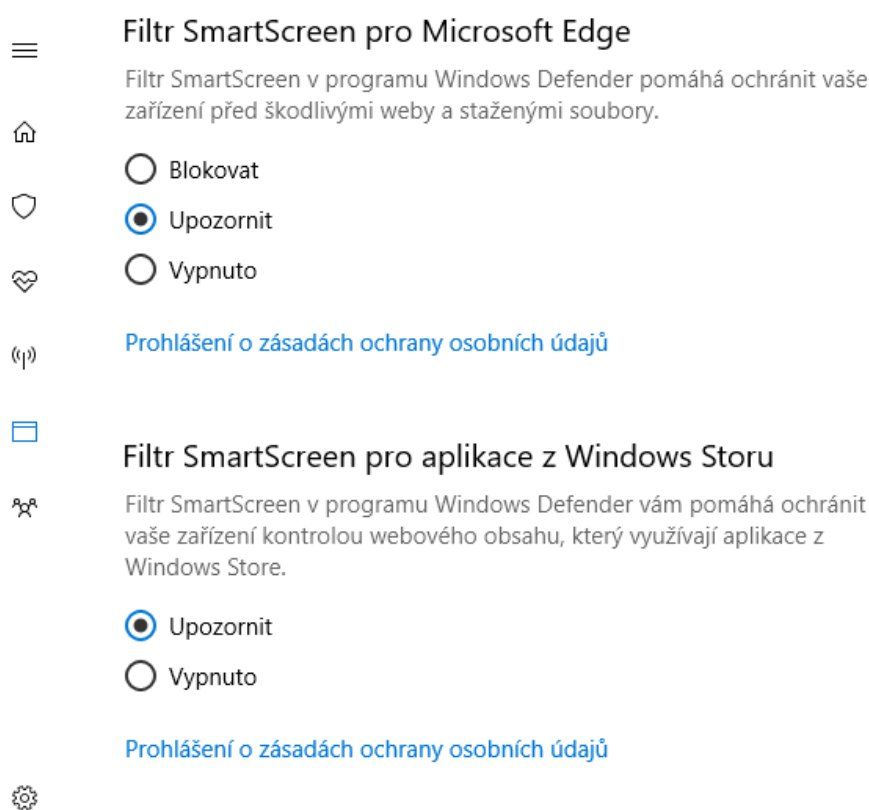 Filtr SmartScreen pro Microsoft Edge
Filtr SmartScreen v programu Windows Defender pomáhá ochránit vaše
zařízení před škodlivými weby a staženými soubory.
Blokovat
Upozornit
Vypnuto
Prohlášení o zásadách ochrany osobních údajů
Filtr SmartScreen pro aplikace z Windows Storu
Filtr SmartScreen v programu Windows Defender vám pomáhá ochránit
vaše zařízení kontrolou webového obsahu, který využívají aplikace z
Windows Store.
Upozornit
Vypnuto
Prohlášení o zásadách ochrany osobních údajů